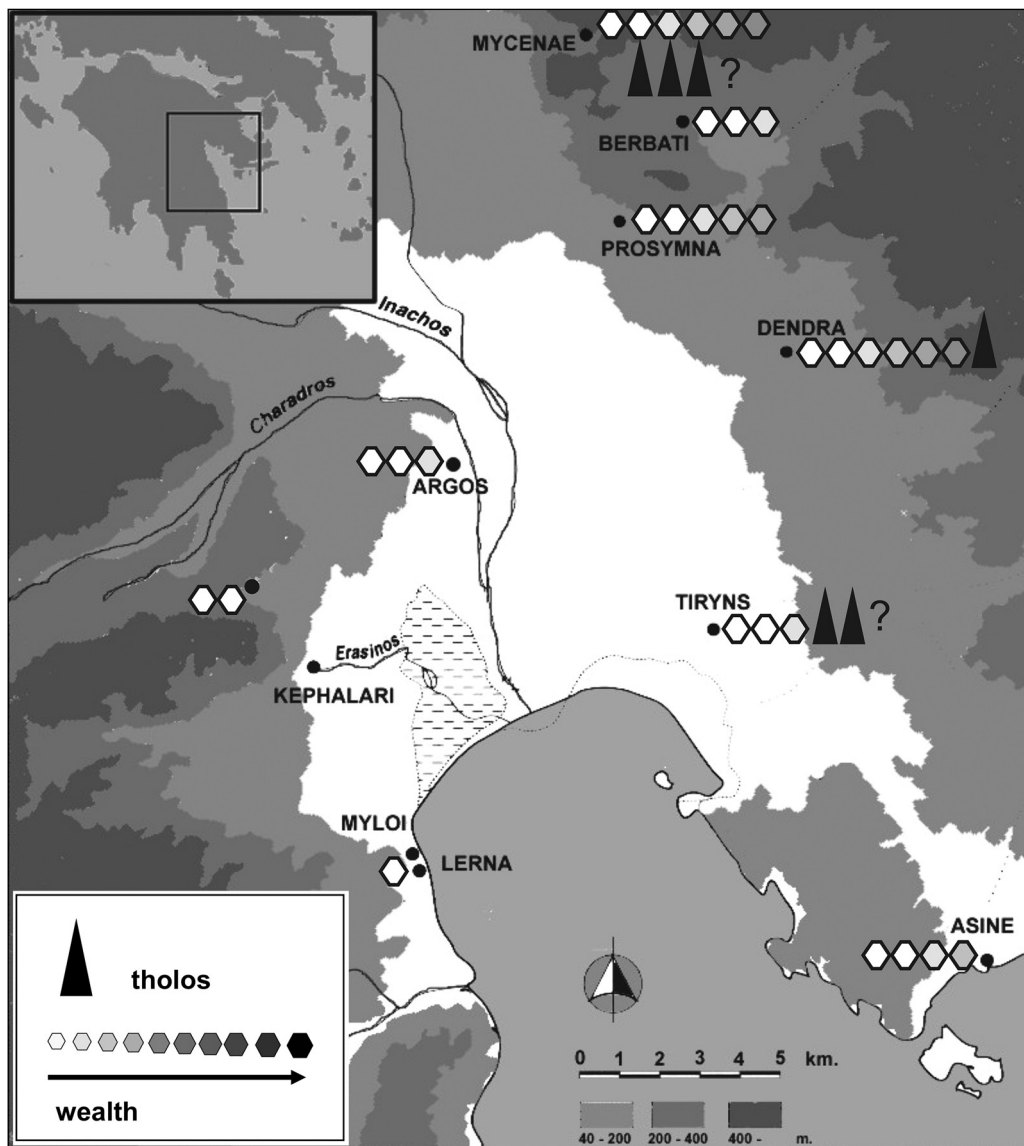 MYCENAE
?
BERBATI
PROSYMNA
Inachos
DENDRA
Charadros
ARGOS
TIRYNS
?
Erasinos
KEPHALARI
MYLOI
LERNA
ASINE
tholos
wealth
0 1 2 3 4 5 km.
40 - 200 200 - 400 400 - m.